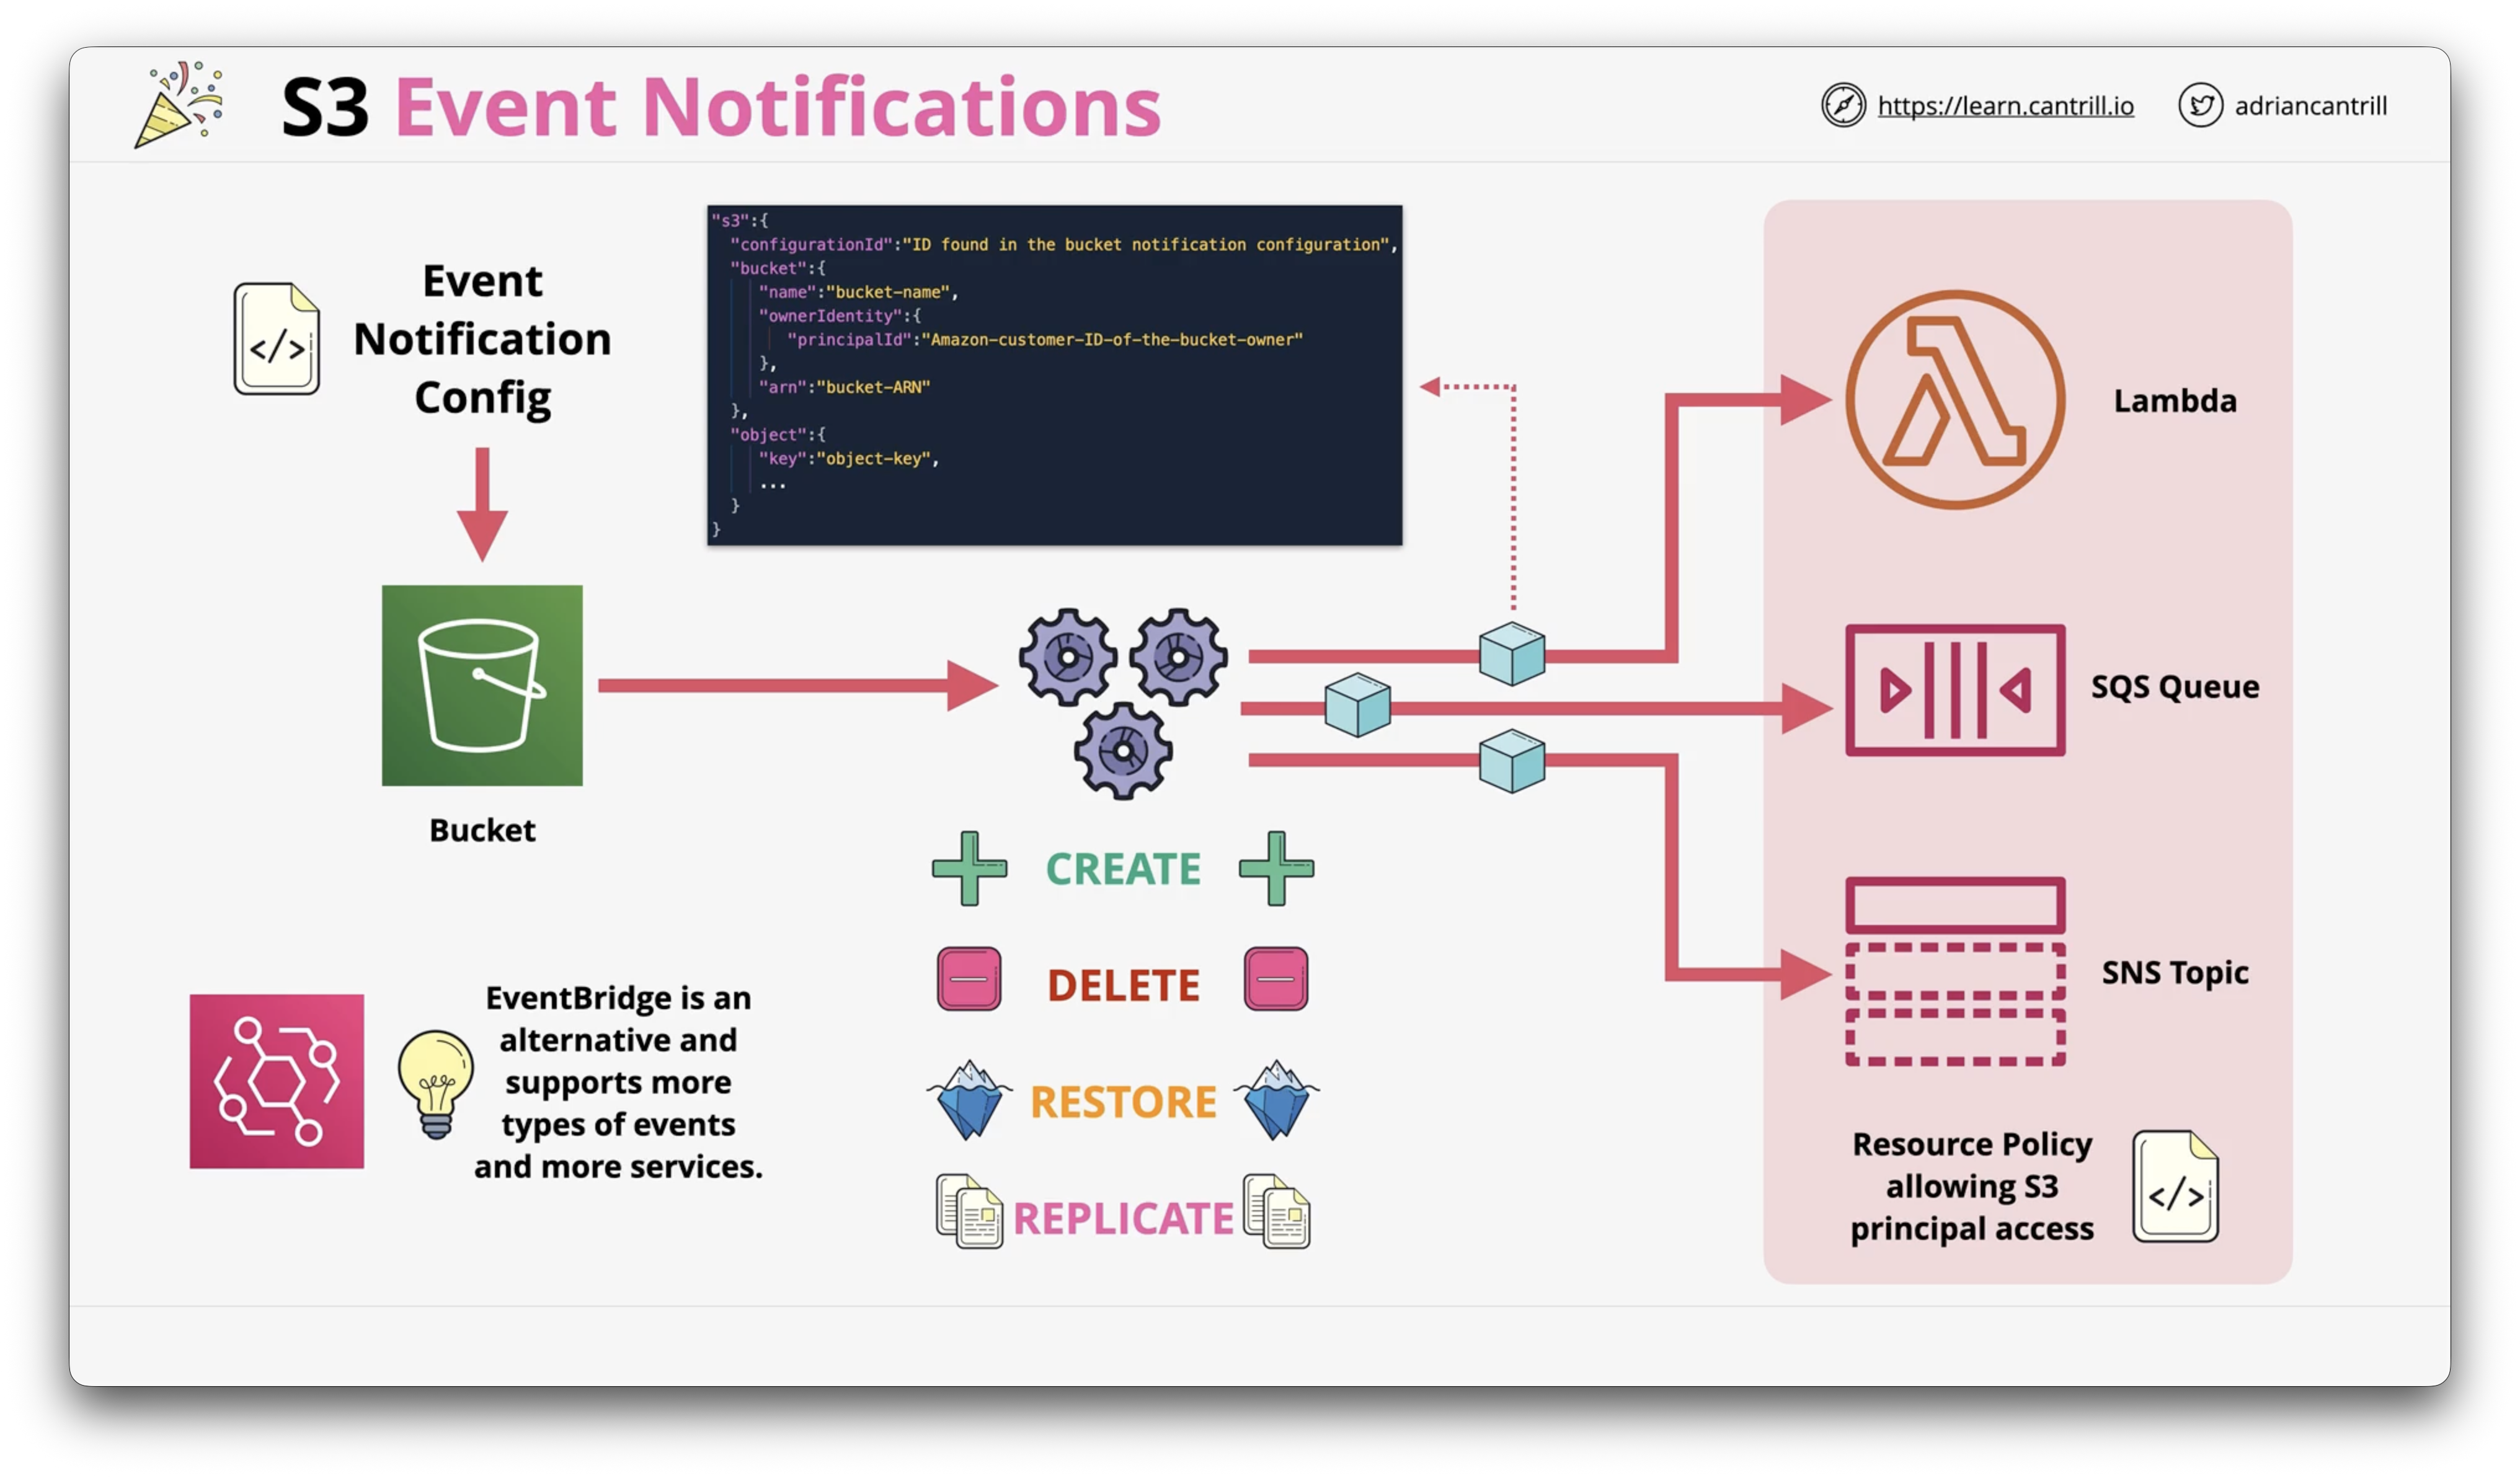 S3 Event Notifications
https://learn.cantrill.io
adriancantrill
Event
Notification
Config
</>
"s3":{
"configurationId":"ID found in the bucket notification configuration",
"bucket":{
"name":"bucket-name",
"ownerIdentity":{
"principalId":"Amazon-customer-ID-of-the-bucket-owner"
},
"arn":"bucket-ARN"
},
"object":{
"key":"object-key",
...
}
}
Lambda
SQS Queue
SNS Topic
Bucket
CREATE
DELETE
RESTORE
REPLICATE
EventBridge is an
alternative and
supports more
types of events
and more services.
Resource Policy
allowing S3
principal access
</>